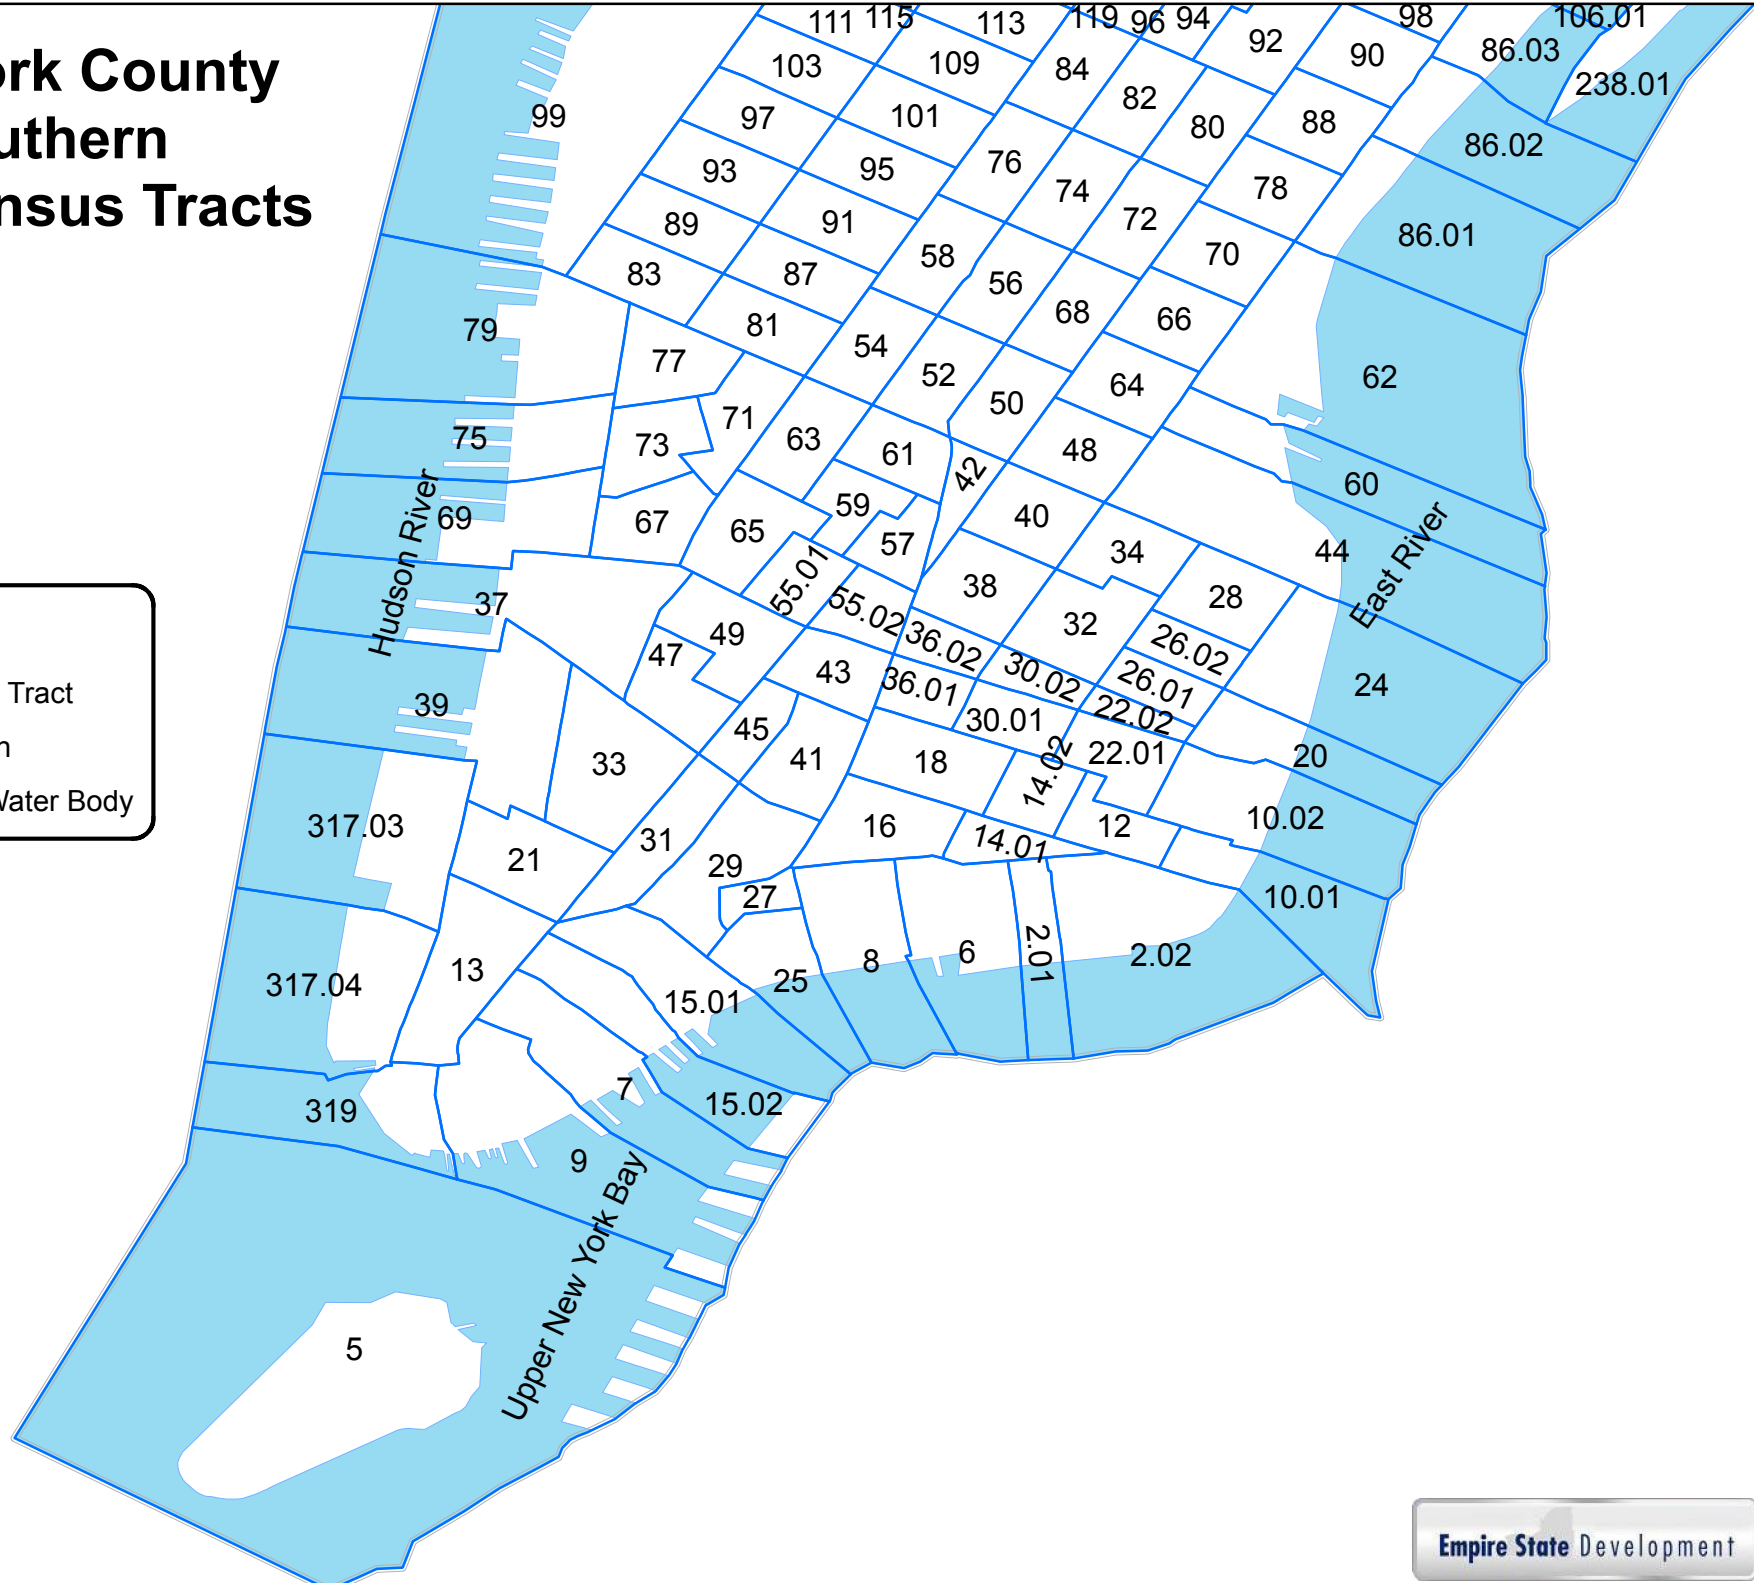 ork County
uthern
nsus Tracts
Tract
n
Vater Body
111 115 113 119 96 94 98 106.01
103 109 84 92 90 86.03
238.01
99 97 101 82 80 88 86.02
93 95 76 74 78
89 91 58 72 70 86.01
83 87 56 68 66
79 81 54
77 52 64 62
75 71 50
73 63 61 42 48 60
69 67 65 59 57 40 34 44
Hudson River
East River
37 55.01 55.02 38 28
49 36.02 32 26.02
47 43 36.01 30.02 26.01 24
39 45 30.01 22.02
33 41 18 14.02 22.01 20
317.03 31 16 14.01 12 10.02
21 29 27 10.01
317.04 13 25 8 6 2.01 2.02
15.01
319 7 15.02
9
Upper New York Bay
5
Empire State Development